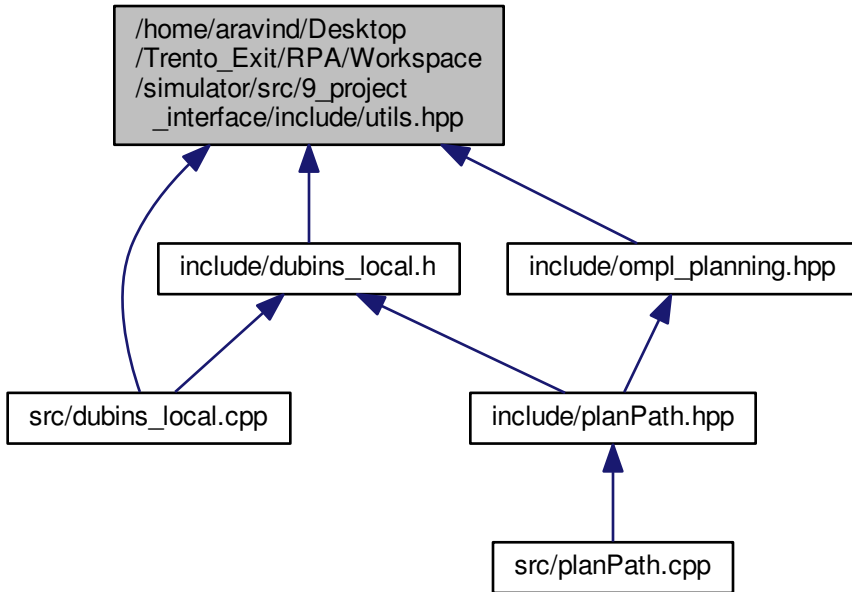 /home/aravind/Desktop
/Trento_Exit/RPA/Workspace
/simulator/src/9_project
_interface/include/utils.hpp
include/dubins_local.h
include/ompl_planning.hpp
src/dubins_local.cpp
include/planPath.hpp
src/planPath.cpp